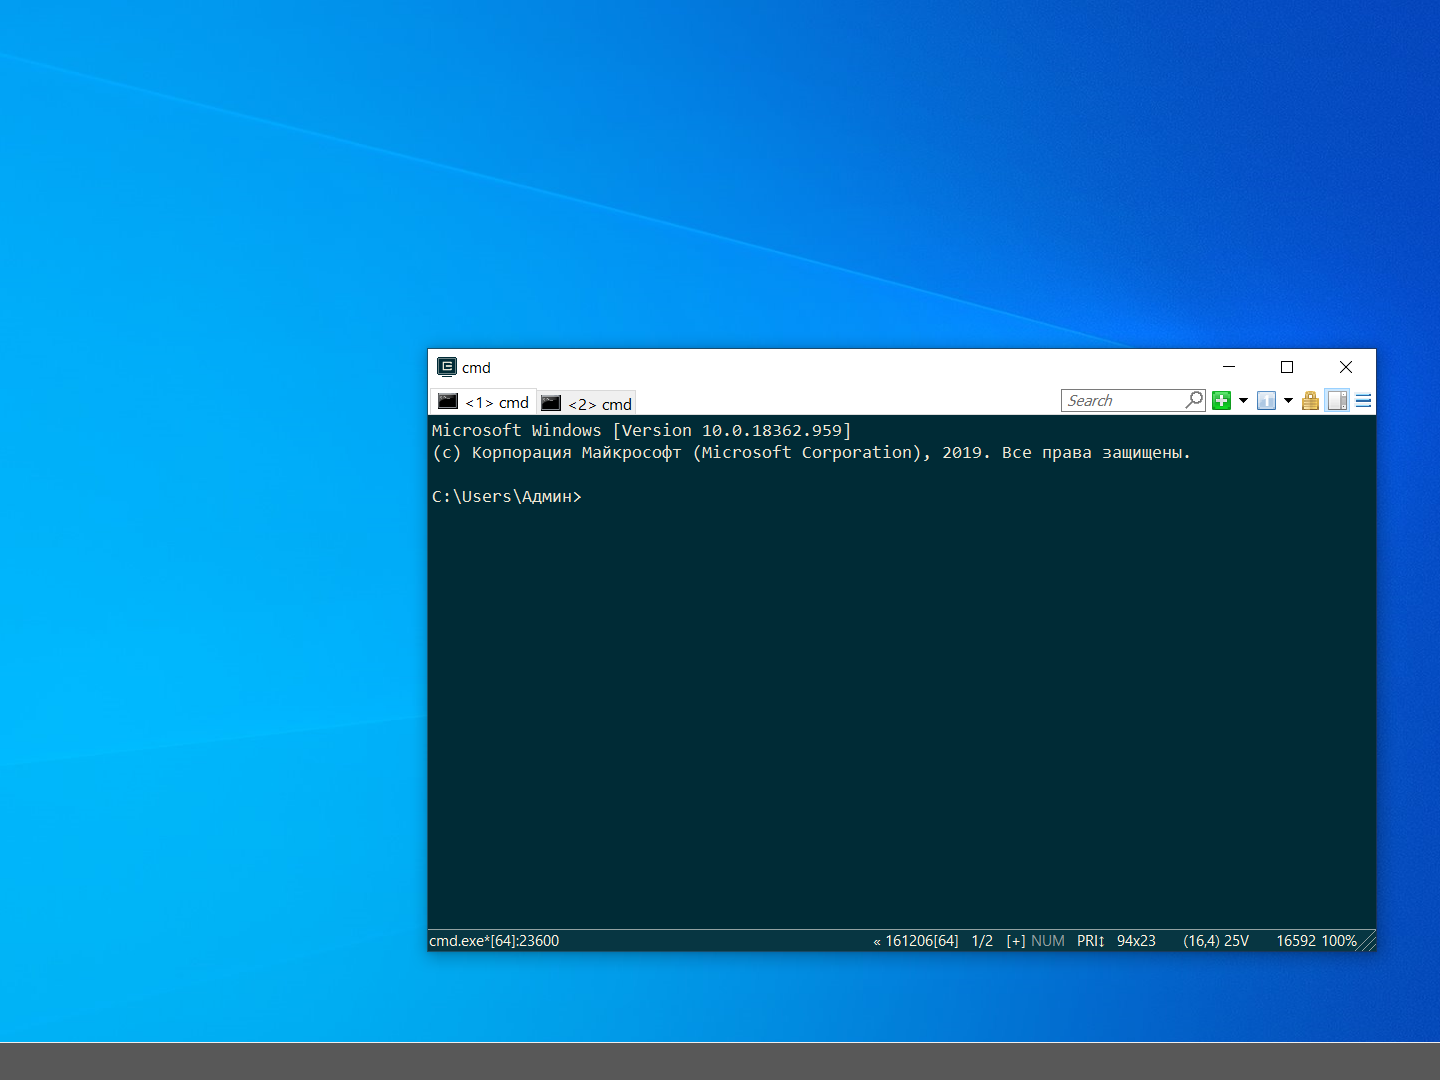 cmd
<1> cmd <2> cmd Search
Microsoft Windows [Version 10.0.18362.959]
(c) Корпорация Майкрософт (Microsoft Corporation), 2019. Все права защищены.
C:\Users\Админ>
cmd.exe*[64]:23600 « 161206[64] 1/2 [+] NUM PRI↕ 94x23 (16,4) 25V 16592 100%